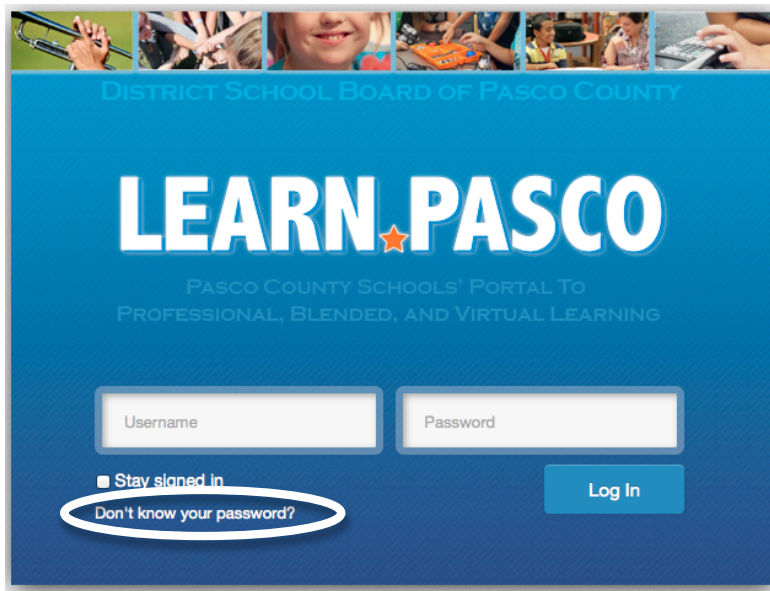 DISTRICT SCHOOL BOARD OF PASCO COUNTY
LEARN PASCO
PASCO COUNTY SCHOOLS' PORTAL TO
PROFESSIONAL, BLENDED, AND VIRTUAL LEARNING
Username
Password
Stay signed in
Log In
Don't know your password?